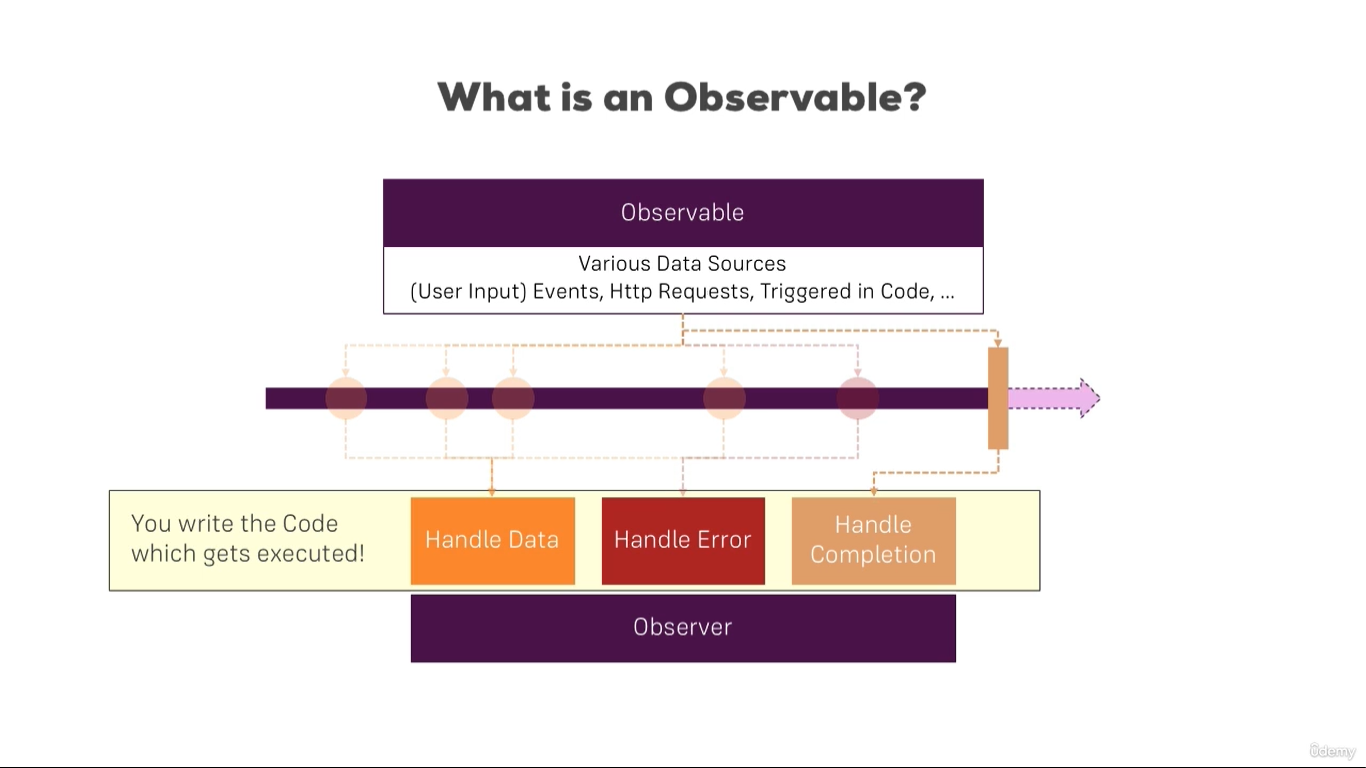 What is an Observable?
Observable
Various Data Sources
(User Input) Events, Http Requests, Triggered in Code, ...
You write the Code
which gets executed!
Handle Data
Handle Error
Handle
Completion
Observer
ûdemy